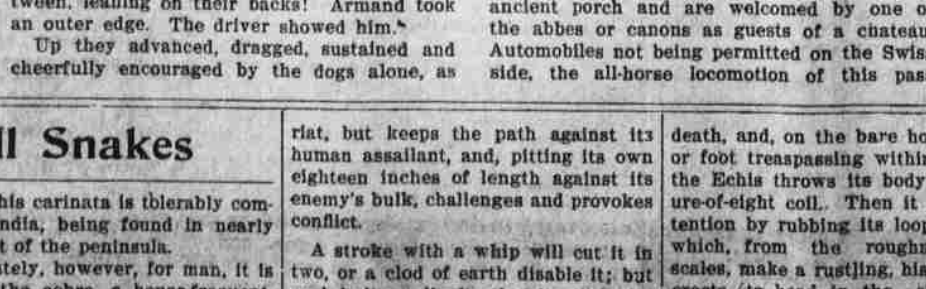 tween, leaning on their backs! Armand took
an outer edge. The driver showed him.
Up they advanced, dragged, sustained and
cheerfully encouraged by the dogs alone, as
ancient porch and are welcomed by one o
the abbes or canons as guests of a chateau
Automobiles not being permitted on the Swis
side, the all-horse locomotion of this pas
ll Snakes
his carinata is tblerably com-
ndia, being found in nearly
t of the peninsula.
tely, however, for man, it is
riat, but keeps the path against its
human assailant, and, pitting its own
eighteen inches of length against its
enemy's bulk, challenges and provokes
conflict.
A stroke with a whip will cut it in
two, or a clod of earth disable it; but
death, and, on the bare ho
or foot treaspassing within
the Echis throws its body
ure-of-eight coil. Then it
tention by rubbing its loop
which, from the roughn
scales, make a rustling, his